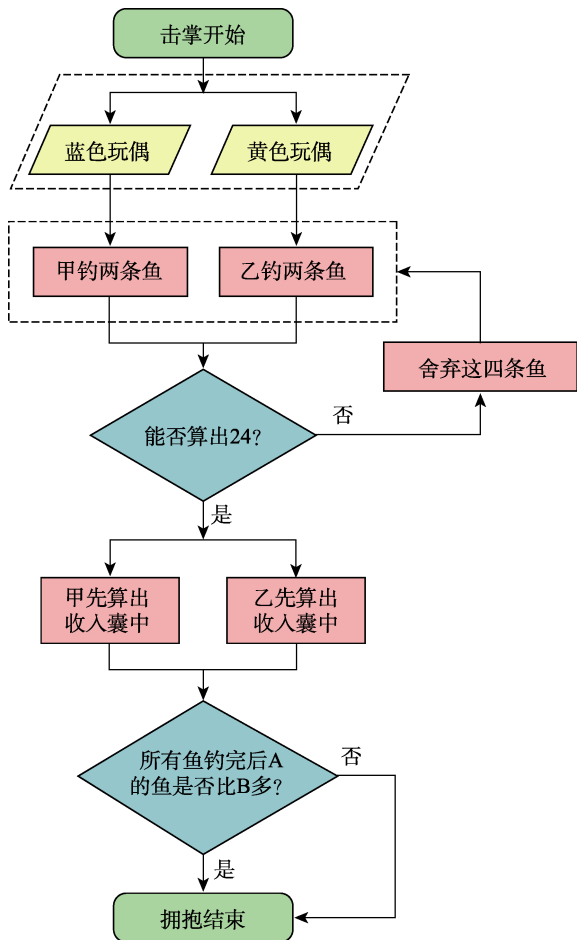 击掌开始
蓝色玩偶
黄色玩偶
甲钓两条鱼
乙钓两条鱼
舍弃这四条鱼
能否算出24?
否
是
甲先算出
收入囊中
乙先算出
收入囊中
所有鱼钓完后A
的鱼是否比B多?
否
是
拥抱结束